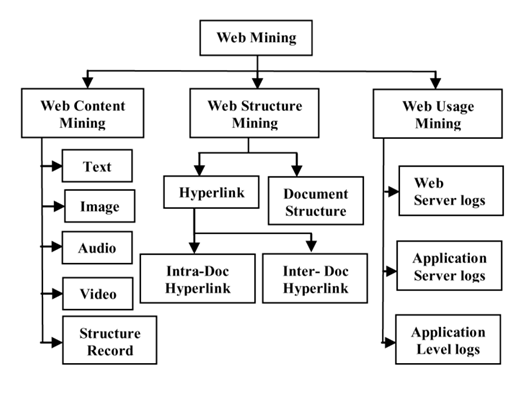 Web Mining
Web Content
Mining
Web Structure
Mining
Web Usage
Mining
Text
Image
Audio
Video
Structure
Record
Hyperlink
Document
Structure
Intra-Doc
Hyperlink
Inter- Doc
Hyperlink
Web
Server logs
Application
Server logs
Application
Level logs